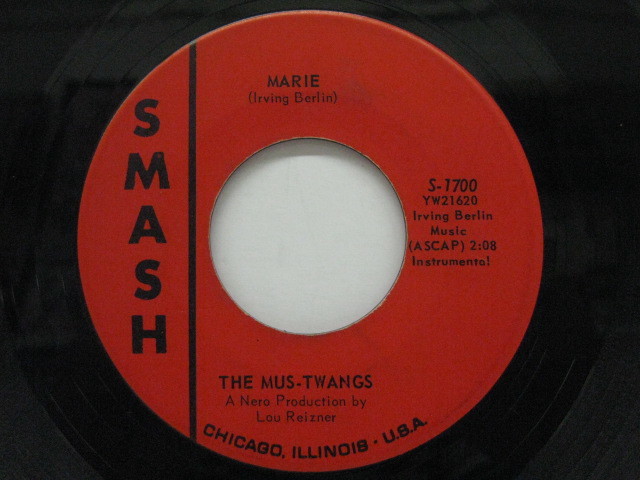 SMASH
MARIE
(Irving Berlin)
S-1700
YW21620
Irving Berlin
Music
(ASCAP) 2:08
Instrumental
THE MUS-TWANGS
A Nero Production by
Lou Reizner
CHICAGO, ILLINOIS · U.S.A.